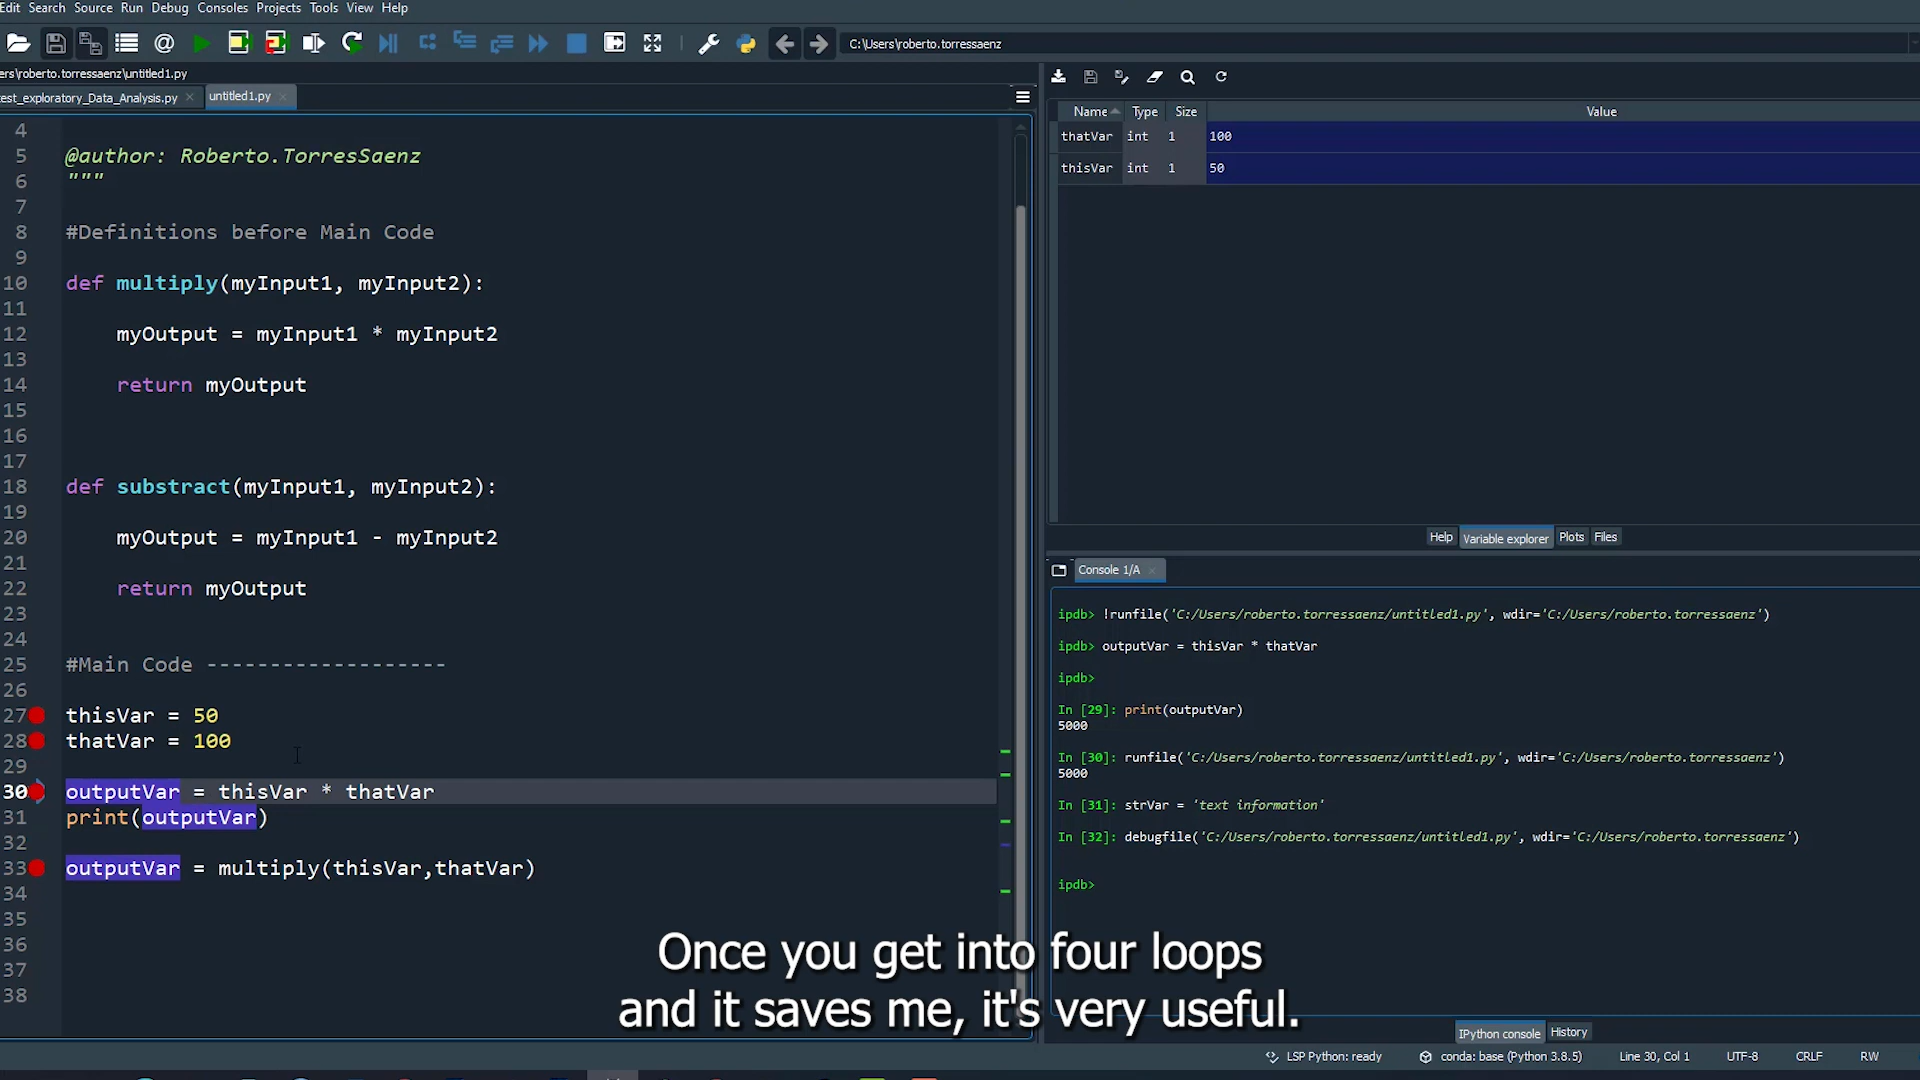 Edit Search Source Run Debug Consoles Projects Tools View Help
C:\Users\roberto.torressaenz
ers\roberto.torressaenz\untitled1.py
test_exploratory_Data_Analysis.py
untitled1.py
4
5 @author: Roberto.TorresSaenz
6 """
7
8 #Definitions before Main Code
9
10 def multiply(myInput1, myInput2):
11
12 myOutput = myInput1 * myInput2
13
14 return myOutput
15
16
17
18 def substract(myInput1, myInput2):
19
20 myOutput = myInput1 - myInput2
21
22 return myOutput
23
24
25 #Main Code -------------------
26
27 thisVar = 50
28 thatVar = 100
29
30 outputVar = thisVar * thatVar
31 print(outputVar)
32
33 outputVar = multiply(thisVar,thatVar)
34
35
36
37
38
Name Type Size Value
thatVar int 1 100
thisVar int 1 50
Help Variable explorer Plots Files
Console 1/A
ipdb> !runfile('C:/Users/roberto.torressaenz/untitled1.py', wdir='C:/Users/roberto.torressaenz')
ipdb> outputVar = thisVar * thatVar
ipdb>
In [29]: print(outputVar)
5000
In [30]: runfile('C:/Users/roberto.torressaenz/untitled1.py', wdir='C:/Users/roberto.torressaenz')
5000
In [31]: strVar = 'text information'
In [32]: debugfile('C:/Users/roberto.torressaenz/untitled1.py', wdir='C:/Users/roberto.torressaenz')
ipdb>
Once you get into four loops
and it saves me, it's very useful.
IPython console History
LSP Python: ready conda: base (Python 3.8.5) Line 30, Col 1 UTF-8 CRLF RW